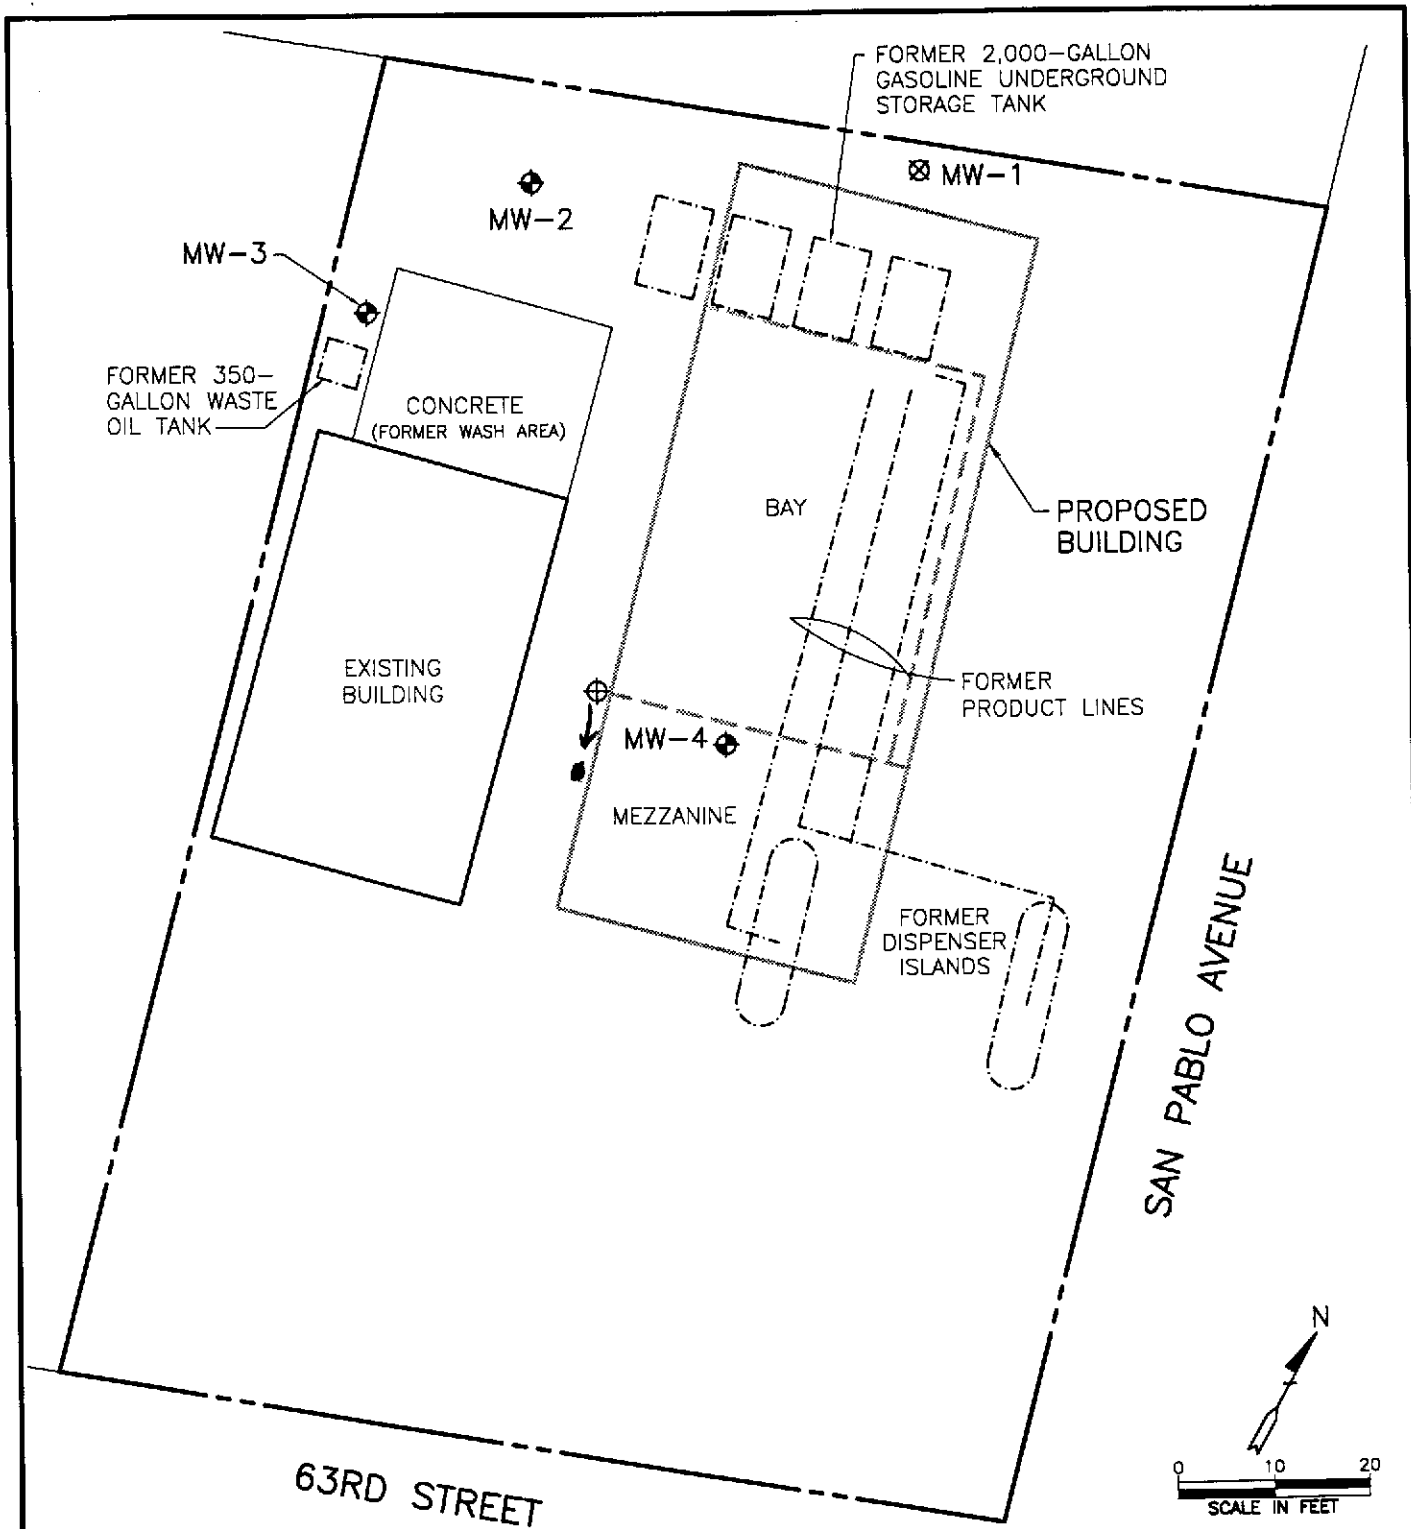 FORMER 2,000-GALLON
GASOLINE UNDERGROUND
STORAGE TANK
MW-1
MW-2
MW-3
FORMER 350-
GALLON WASTE
OIL TANK
CONCRETE
(FORMER WASH AREA)
BAY
PROPOSED
BUILDING
EXISTING
BUILDING
FORMER
PRODUCT LINES
MW-4
MEZZANINE
FORMER
DISPENSER
ISLANDS
SAN PABLO AVENUE
N
0 10 20
SCALE IN FEET
63RD STREET